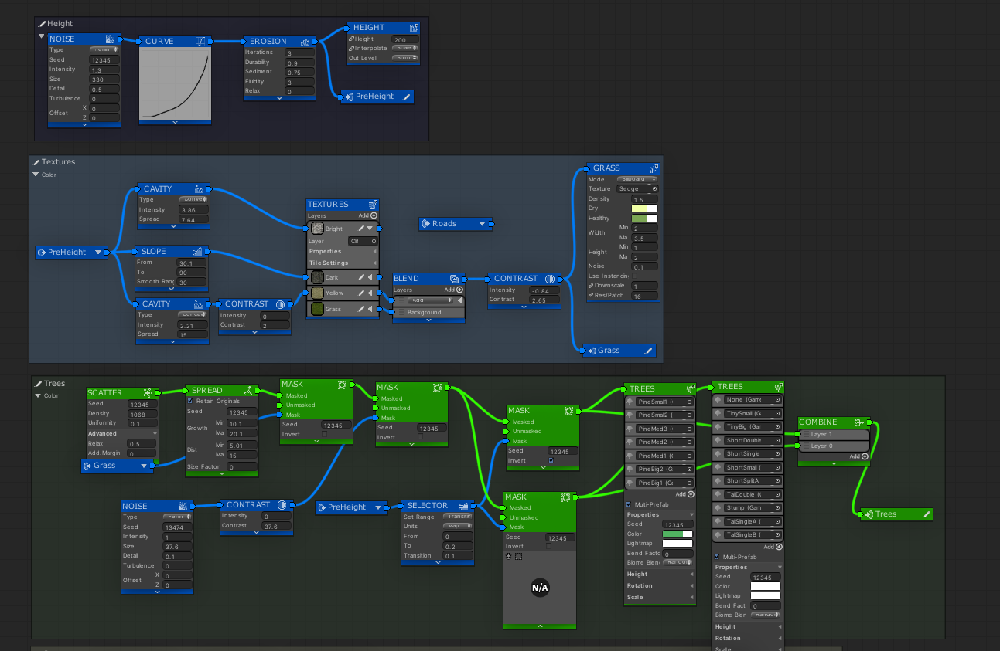 Height
NOISE
Type Perlin
Seed 12345
Intensity 1.3
Size 330
Detail 0.5
Turbulence 0
Offset X 0
Z 0
CURVE
EROSION
Iterations 3
Durability 0.9
Sediment 0.75
Fluidity 3
Relax 0
HEIGHT
Height 200
Interpolate
Out Level Both
PreHeight
Textures
Color
PreHeight
CAVITY
Type
Intensity 3.86
Spread 7.64
SLOPE
From 30.1
To 90
Smooth Rang 30
CAVITY
Type
Intensity 2.21
Spread 15
CONTRAST
Intensity 0
Contrast 2
TEXTURES
Layers Add
Bright
Layer
Properties
Tile Settings
Dark
Yellow
Grass
Roads
BLEND
Layers Add
Add
Background
CONTRAST
Intensity -0.84
Contrast 2.65
GRASS
Mode Billboard
Texture Sedge
Density 1.5
Dry
Healthy
Width Min 2
Ma 3.5
Height Min 1
Ma 2
Noise 0.1
Use Instancin
Downscale 1
Res/Patch 16
Grass
Trees
Color
SCATTER
Seed 12345
Density 1068
Uniformity 0.1
Advanced
Relax 0.5
Add.Margin 0
Grass
SPREAD
Retain Originals
Seed 12345
Growth Min 10.1
Ma: 20.1
Dist Min 5.01
Ma: 15
Size Factor 0
MASK
Masked
Unmasked
Mask
Seed 12345
Invert
MASK
Masked
Unmasked
Mask
Seed 12345
Invert
NOISE
Type Perlin
Seed 13474
Intensity 1
Size 37.6
Detail 0.1
Turbulence 0
Offset X 0
Z 0
CONTRAST
Intensity 0
Contrast 37.6
PreHeight
SELECTOR
Set Range
Units Map
From 0
To 0.2
Transition 0.1
MASK
Masked
Unmaskec
Mask
Seed 12345
Invert
MASK
Masked
Unmasked
Mask
Seed 12345
Invert
N/A
TREES
PineSmall1 (
PineSmall2 (
PineMed3 (
PineMed2 (
PineMed1 (
PineBig2 (G
PineBig1 (Ga
Add
Multi-Prefab
Properties
Seed 12345
Color
Lightmap
Bend Factc 0
Biome Blen Random
Height
Rotation
Scale
TREES
None (Game
TinySmall (G
TinyBig (Gar
ShortDouble
ShortSingle
ShortSmall (
ShortSplitA
TallDouble (
Stump (Gam
TallSingleA (
TallSingleB (
Add
Multi-Prefab
Properties
Seed 12345
Color
Lightmap
Bend Factc 0
Biome Blen Random
Height
Rotation
Scale
COMBINE
Layer 1
Layer 0
Add
Trees